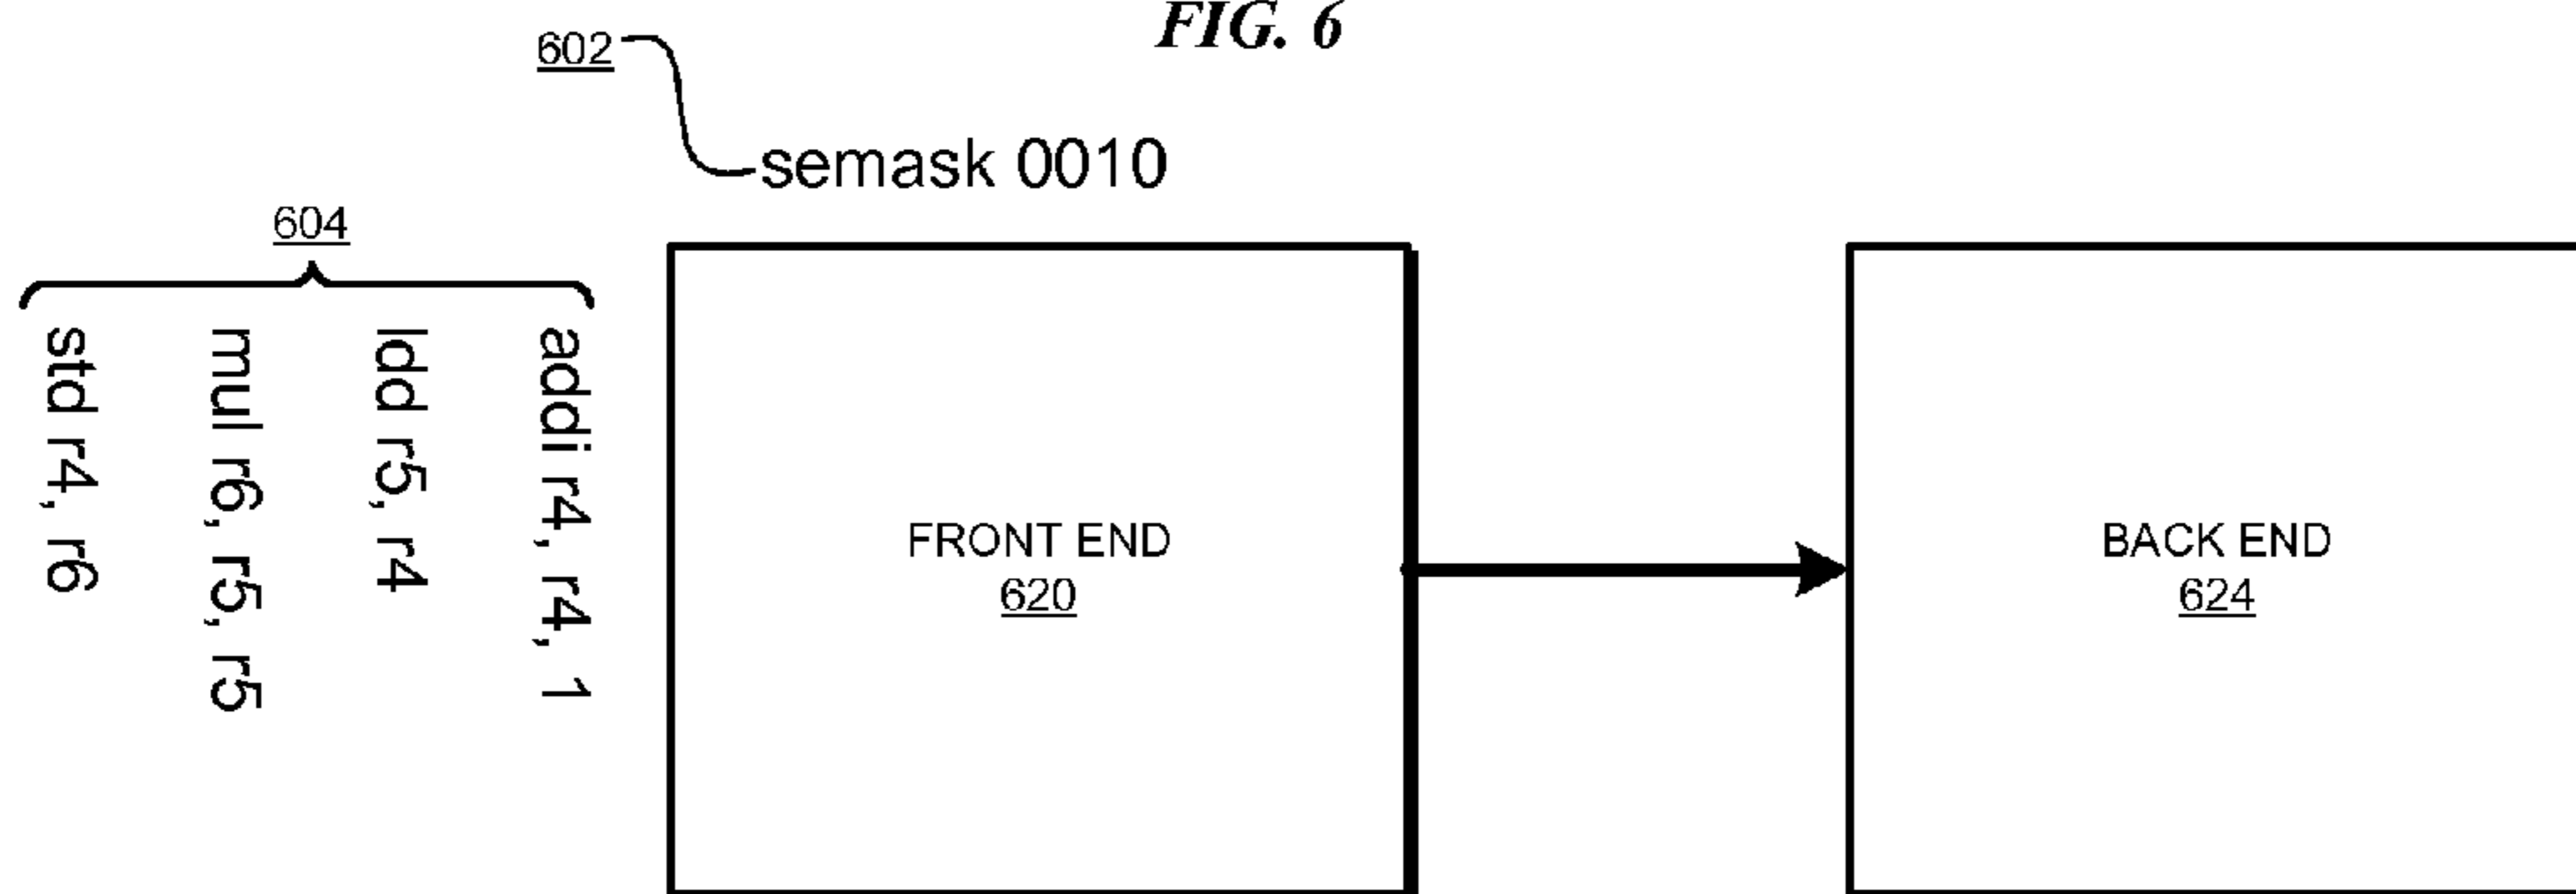 FIG. 6
602
semask 0010
604
std r4, r6
mul r6, r5, r5
ldd r5, r4
addi r4, r4, 1
FRONT END
620
BACK END
624